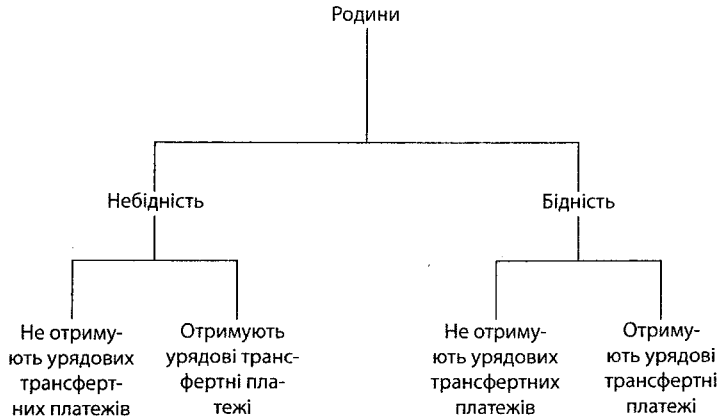 Родини
Небідність
Бідність
Не отриму-
ють урядових
трансферт-
них платежів
Отримують
урядові транс-
фертні пла-
тежі
Не отриму-
ють урядових
трансфертних
платежів
Отриму-
ють урядові
трансфертні
платежі